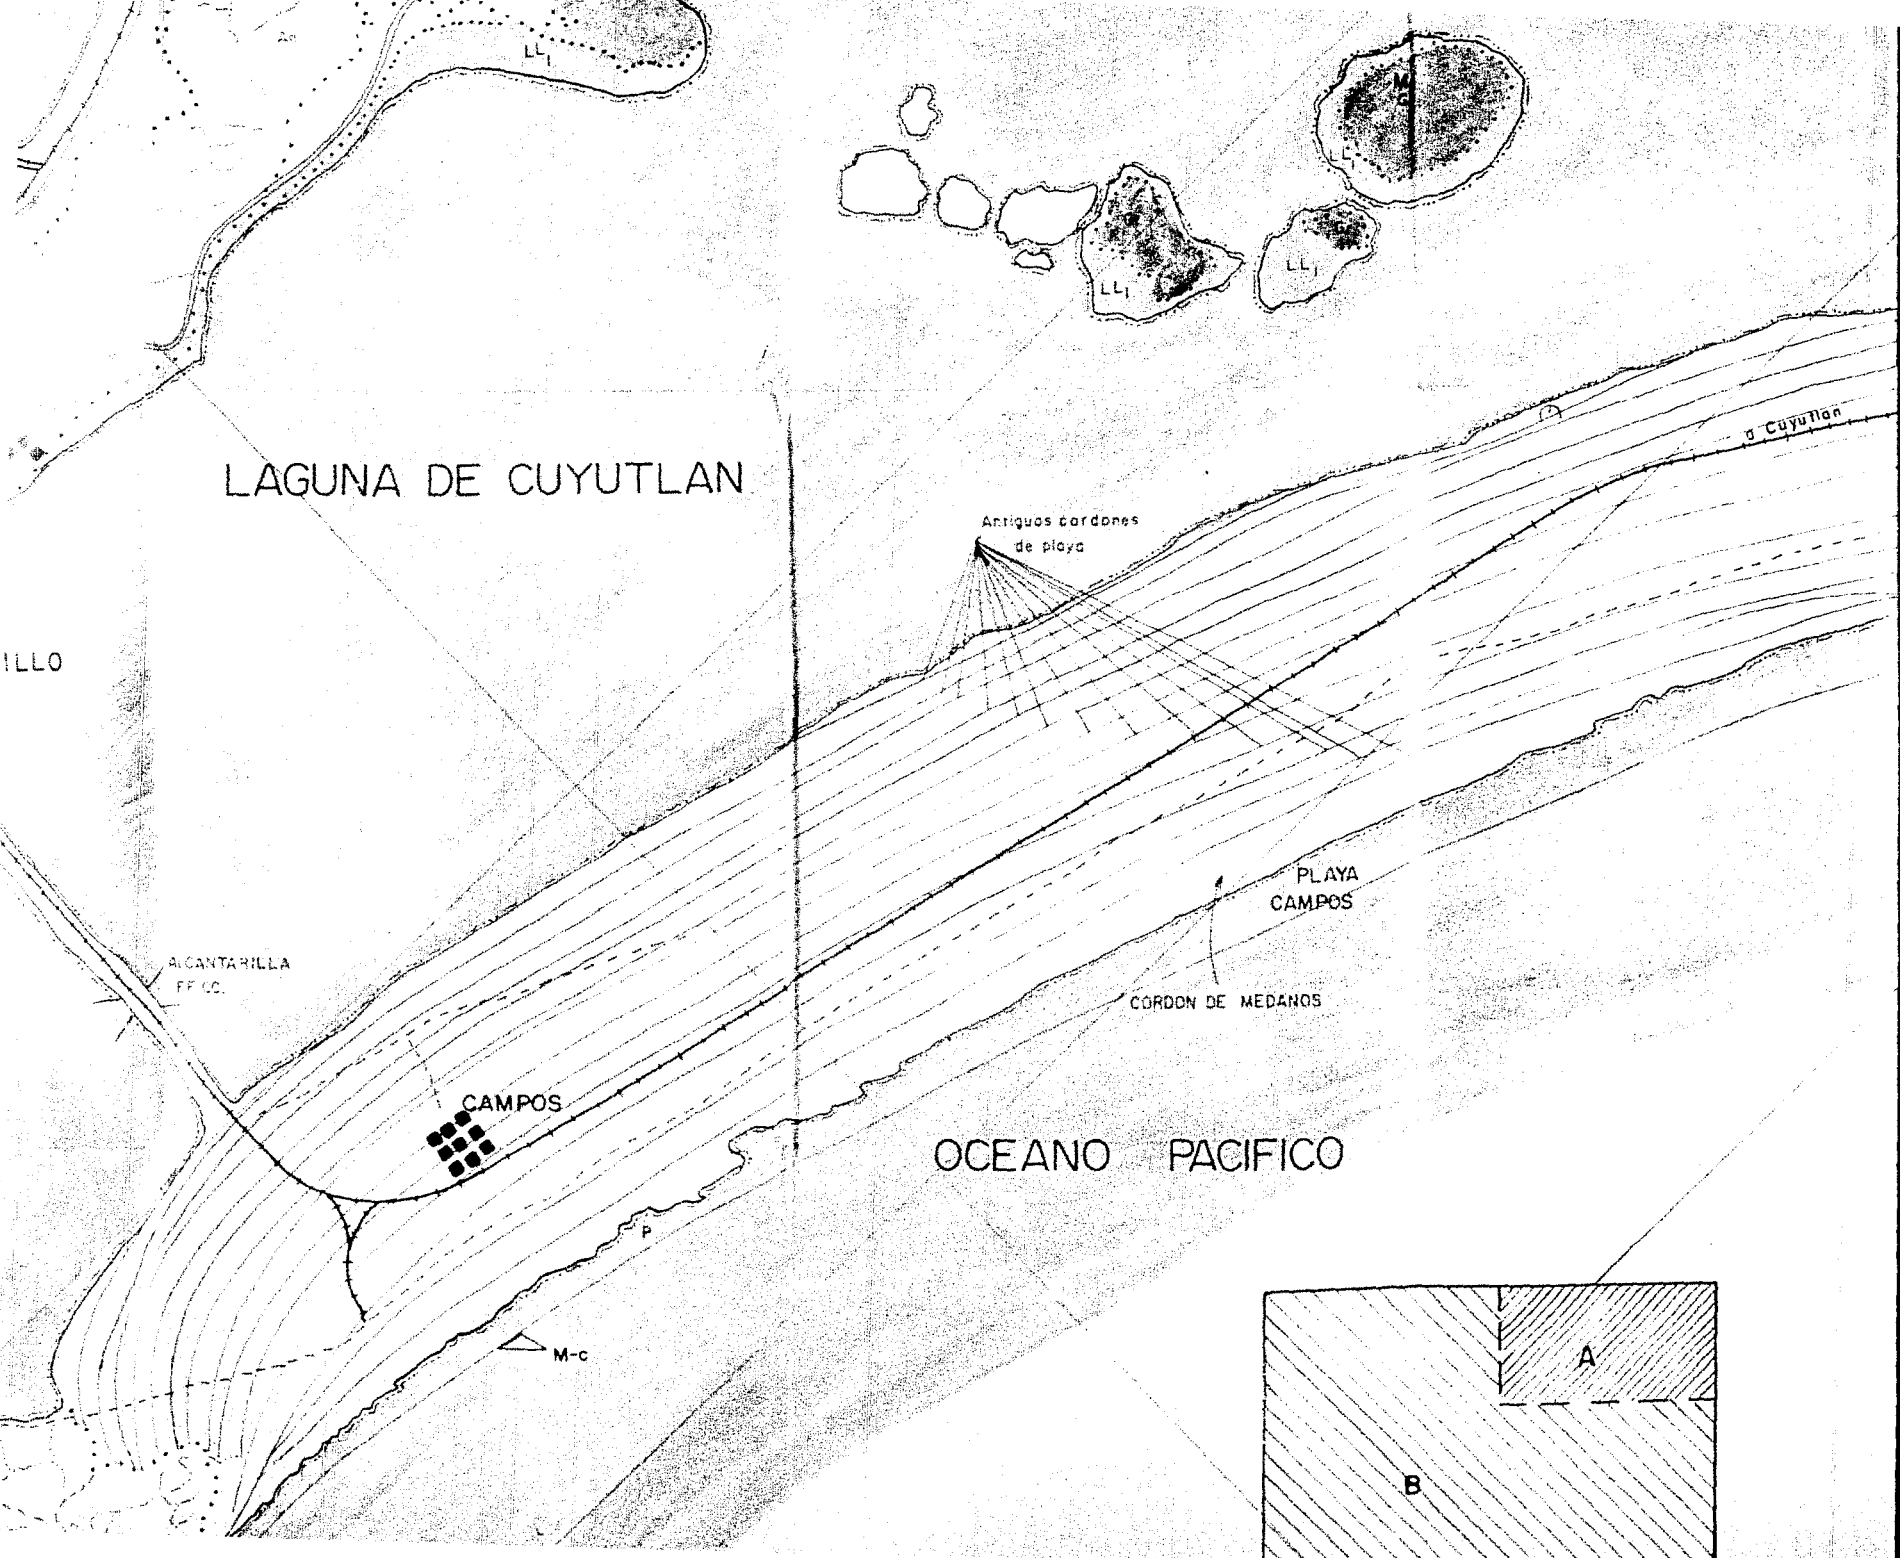 LL1
M
G
LL1
LL1
LL1
a Cuyutlan
LAGUNA DE CUYUTLAN
Antiguos cordones
de playa
ILLO
PLAYA
CAMPOS
ALCANTARILLA
FF.CC.
CORDON DE MEDANOS
CAMPOS
OCEANO PACIFICO
P
M-c
A
B